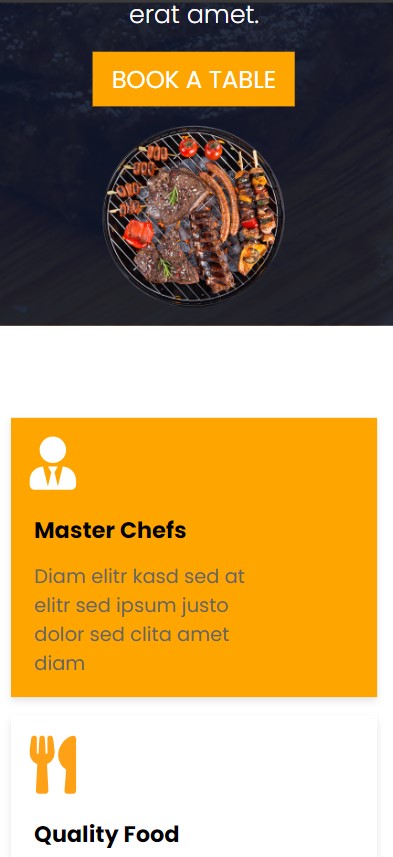 erat amet.
BOOK A TABLE
Master Chefs
Diam elitr kasd sed at
elitr sed ipsum justo
dolor sed clita amet
diam
Quality Food